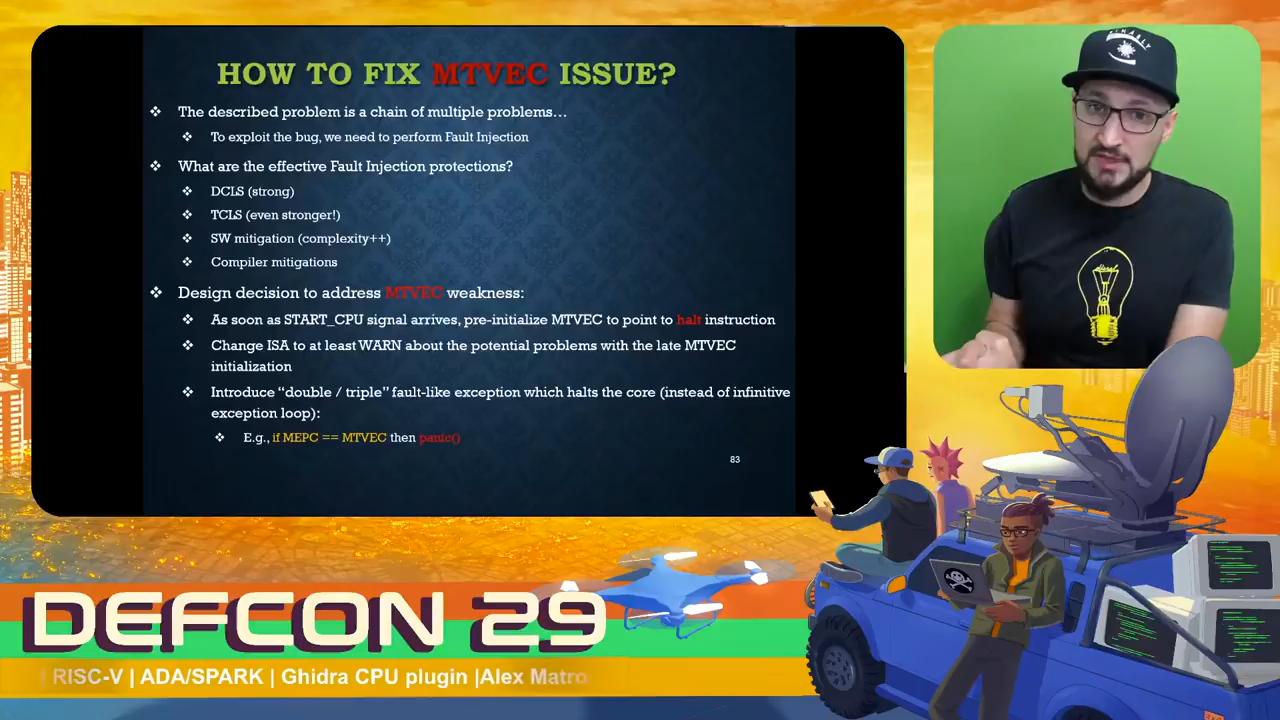 HOW TO FIX MTVEC ISSUE?
❖ The described problem is a chain of multiple problems...
❖ To exploit the bug, we need to perform Fault Injection
❖ What are the effective Fault Injection protections?
❖ DCLS (strong)
❖ TCLS (even stronger!)
❖ SW mitigation (complexity++)
❖ Compiler mitigations
❖ Design decision to address MTVEC weakness:
❖ As soon as START_CPU signal arrives, pre-initialize MTVEC to point to halt instruction
❖ Change ISA to at least WARN about the potential problems with the late MTVEC
initialization
❖ Introduce “double / triple” fault-like exception which halts the core (instead of infinitive
exception loop):
❖ E.g., if MEPC == MTVEC then panic()
83
DEFCON 29
| RISC-V | ADA/SPARK | Ghidra CPU plugin |Alex Matro